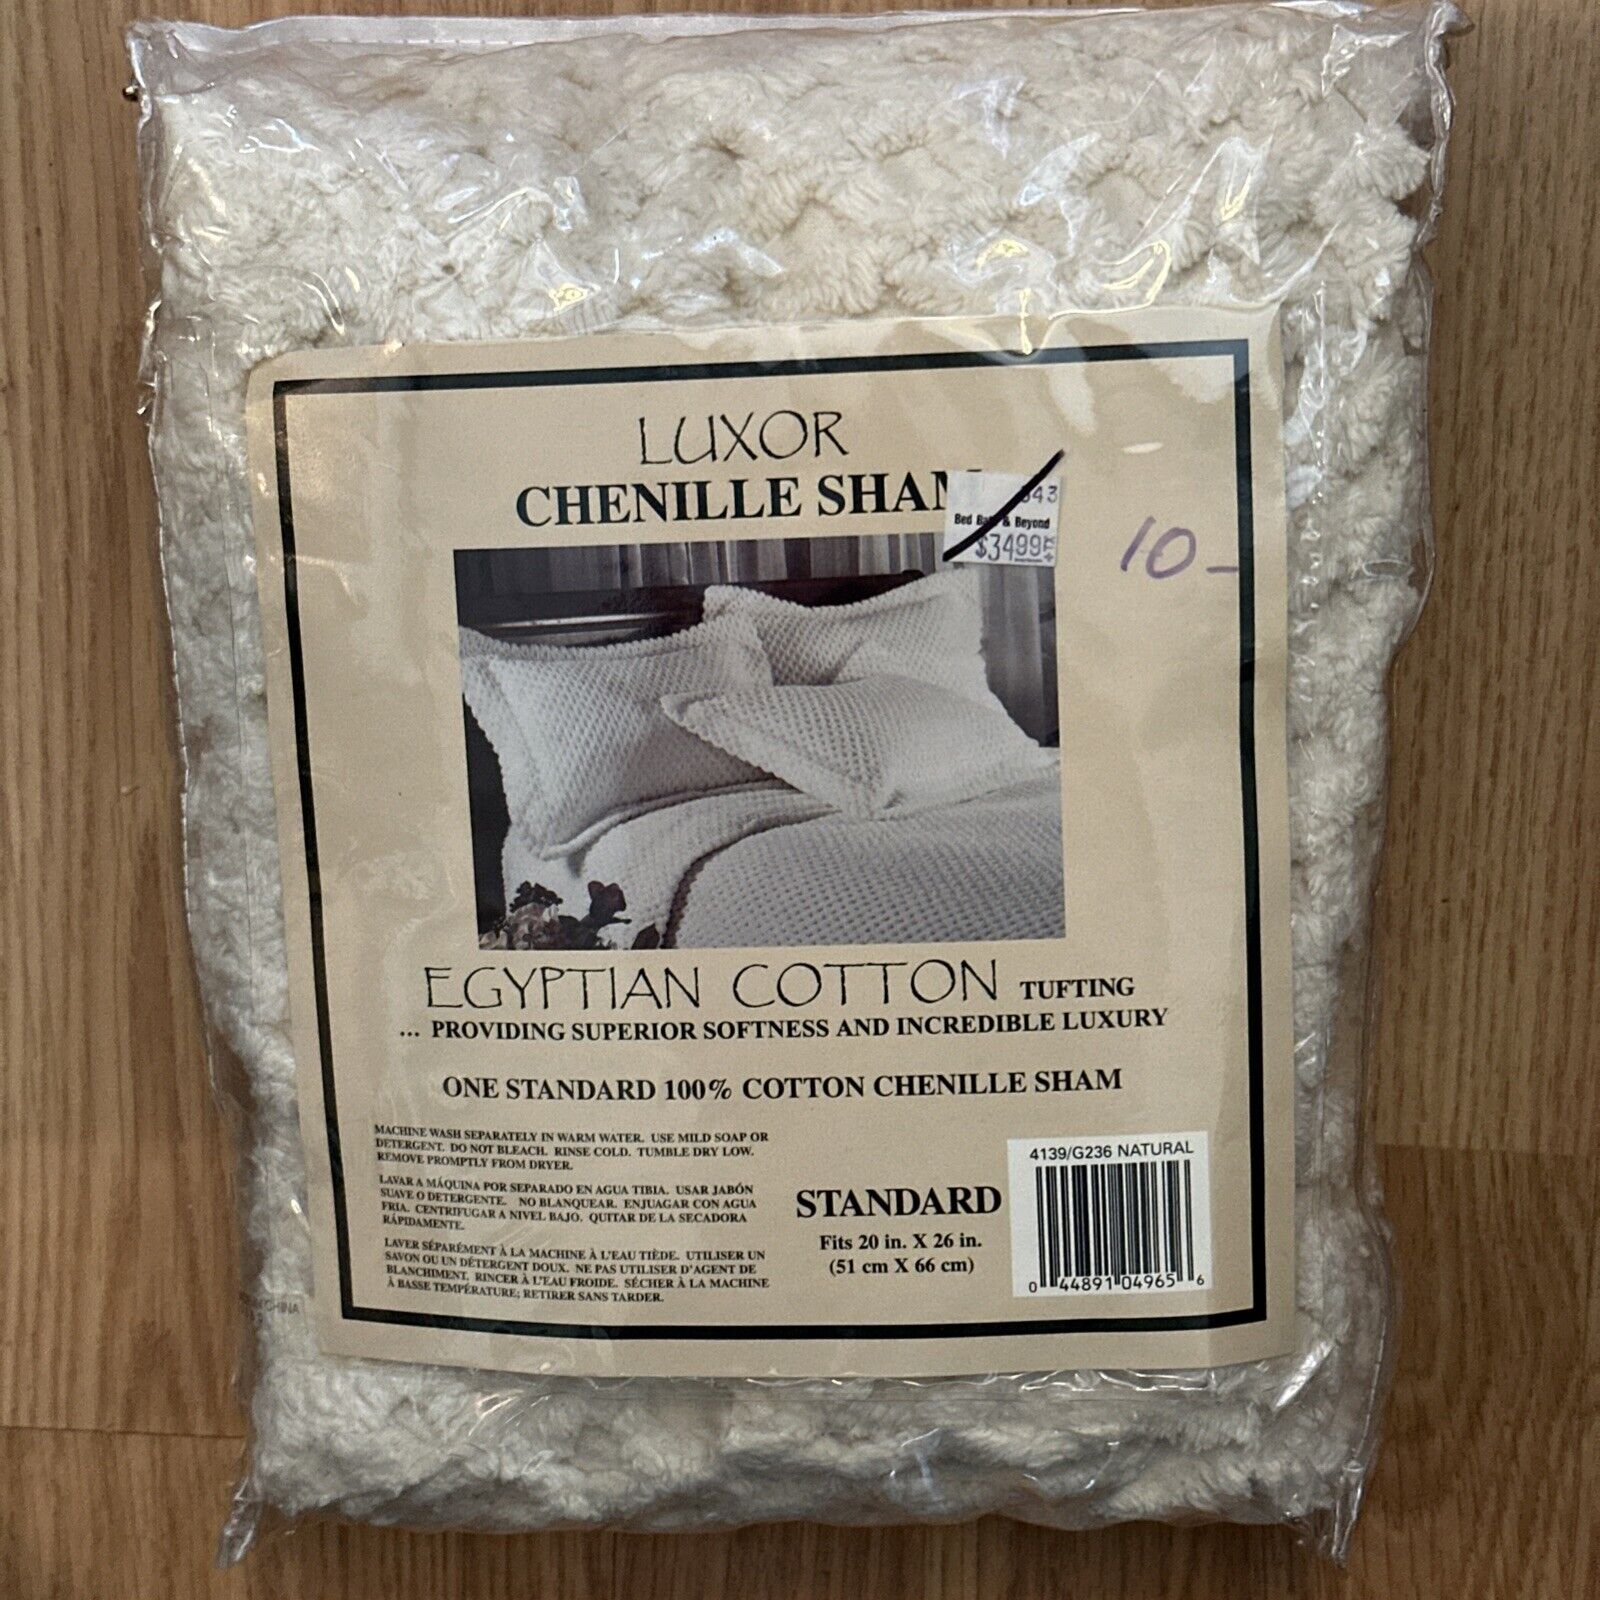 LUXOR
CHENILLE SHAM
643
Bed Bath & Beyond
$3499
10-
EGYPTIAN COTTON TUFTING
... PROVIDING SUPERIOR SOFTNESS AND INCREDIBLE LUXURY
ONE STANDARD 100% COTTON CHENILLE SHAM
MACHINE WASH SEPARATELY IN WARM WATER. USE MILD SOAP OR
DETERGENT. DO NOT BLEACH. RINSE COLD. TUMBLE DRY LOW.
REMOVE PROMPTLY FROM DRYER.
LAVAR A MÁQUINA POR SEPARADO EN AGUA TIBIA. USAR JABÓN
SUAVE O DETERGENTE. NO BLANQUEAR. ENJUAGAR CON AGUA
FRIA. CENTRIFUGAR A NIVEL BAJO. QUITAR DE LA SECADORA
RÁPIDAMENTE.
LAVER SÉPARÉMENT À LA MACHINE À L'EAU TIÈDE. UTILISER UN
SAVON OU UN DÉTERGENT DOUX. NE PAS UTILISER D'AGENT DE
BLANCHIMENT. RINCER À L'EAU FROIDE. SÉCHER À LA MACHINE
À BASSE TEMPÉRATURE; RETIRER SANS TARDER.
STANDARD
Fits 20 in. X 26 in.
(51 cm X 66 cm)
4139/G236 NATURAL
0 44891 04965 6
CHINA